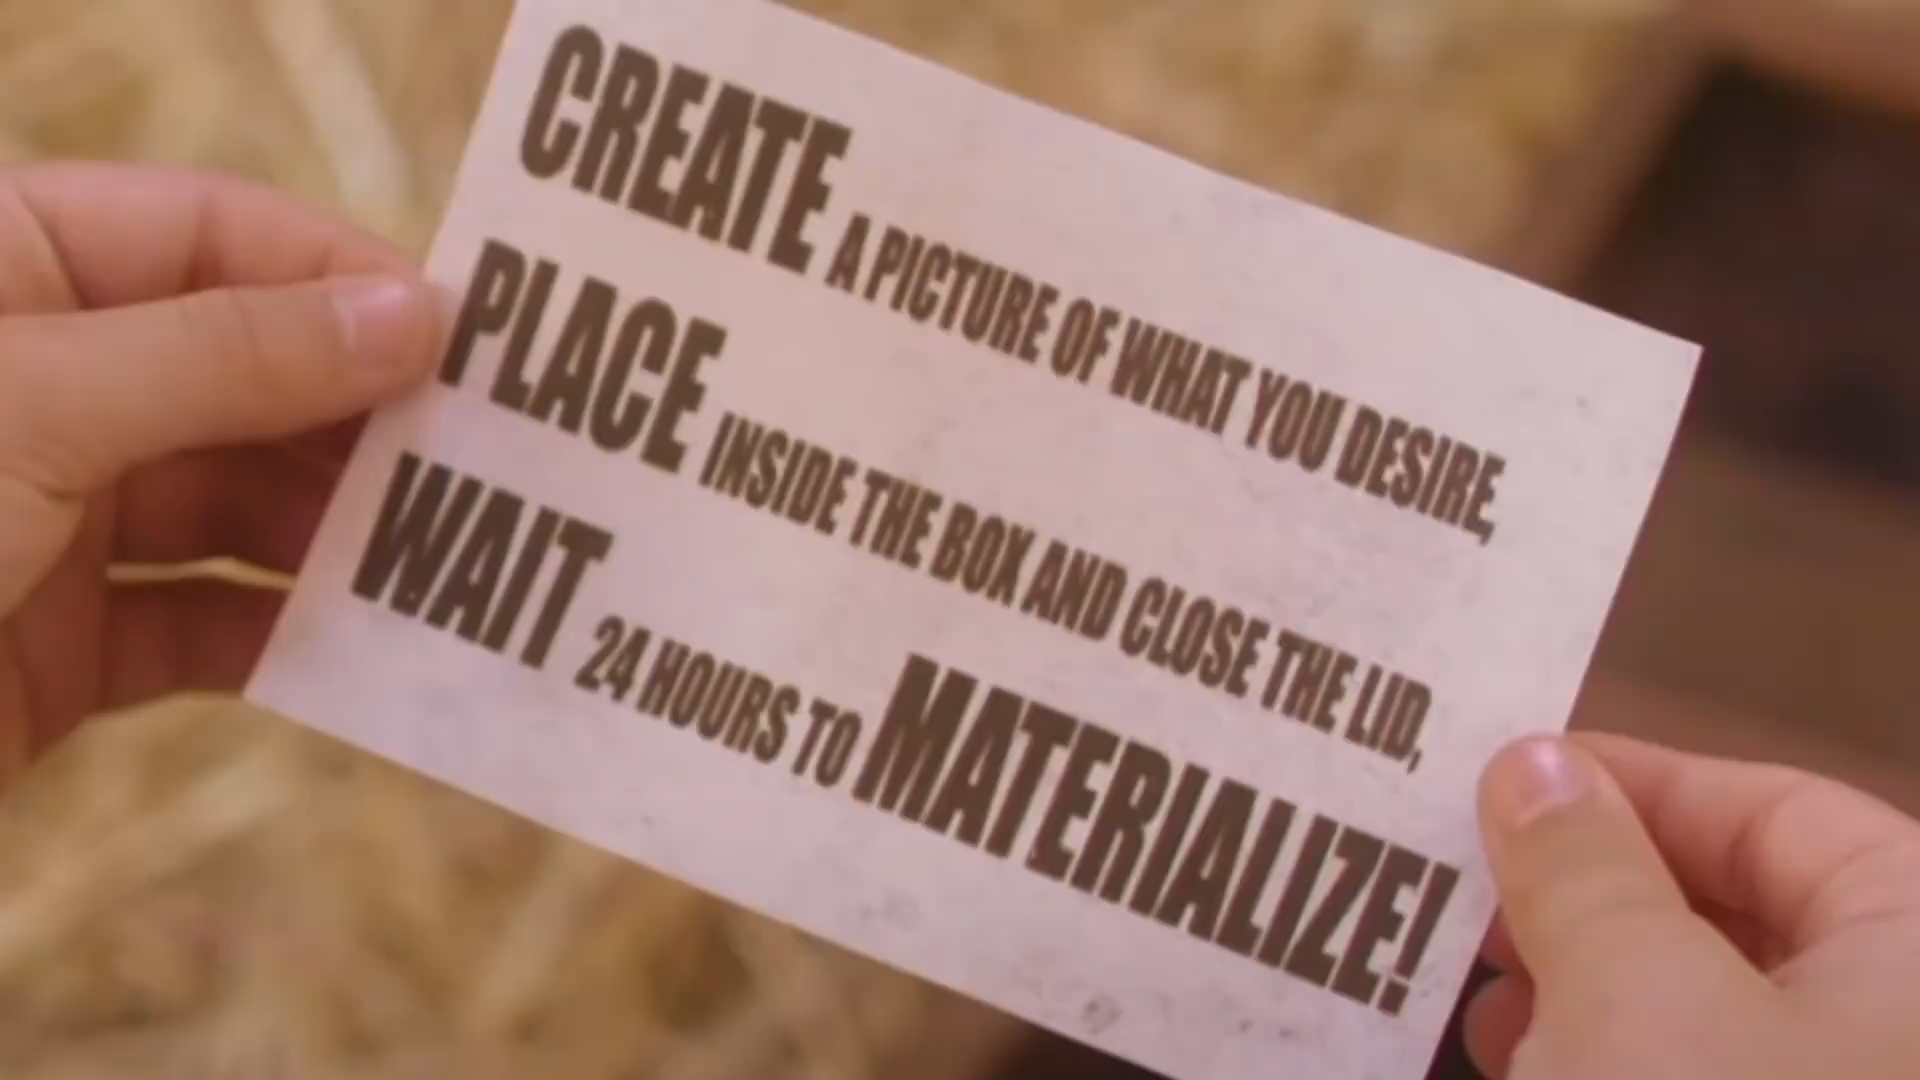 CREATE A PICTURE OF WHAT YOU DESIRE,
PLACE INSIDE THE BOX AND CLOSE THE LID,
WAIT 24 HOURS TO MATERIALIZE!